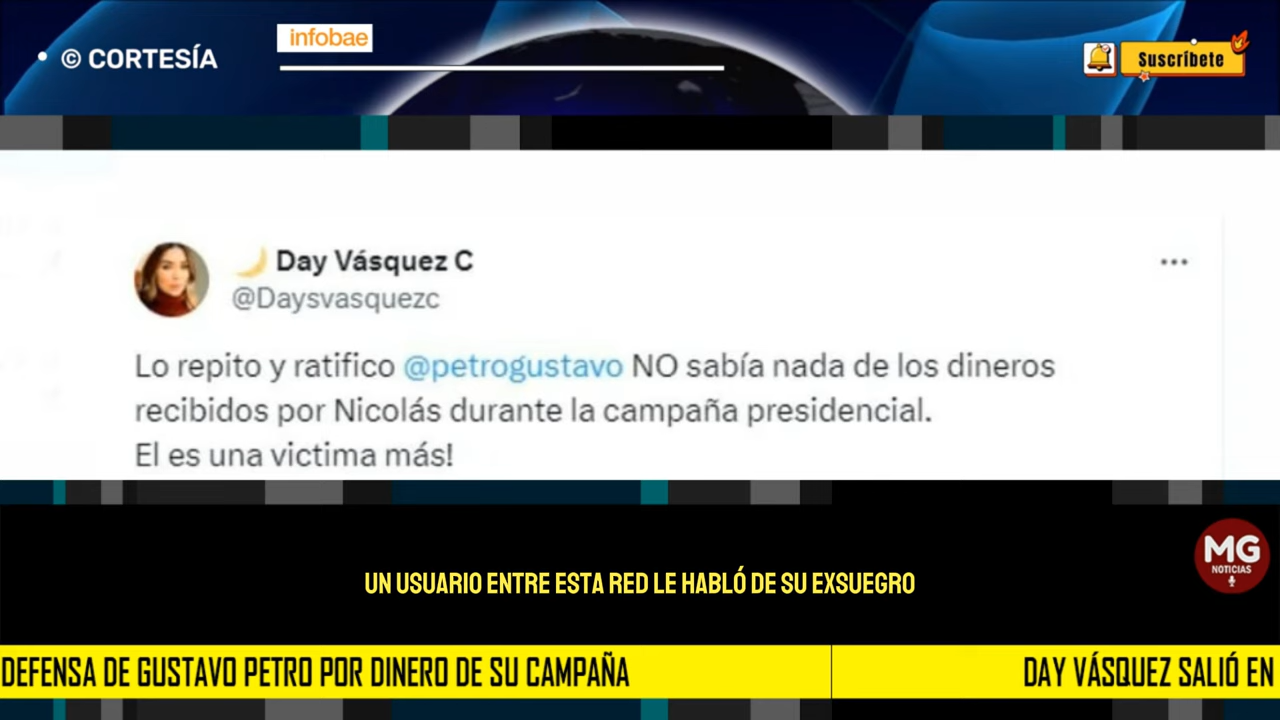 © CORTESÍA
infobae
Suscríbete
Day Vásquez C
@Daysvasquezc
Lo repito y ratifico @petrogustavo NO sabía nada de los dineros
recibidos por Nicolás durante la campaña presidencial.
El es una victima más!
MG
NOTICIAS
UN USUARIO ENTRE ESTA RED LE HABLÓ DE SU EXSUEGRO
DEFENSA DE GUSTAVO PETRO POR DINERO DE SU CAMPAÑA
DAY VÁSQUEZ SALIÓ EN